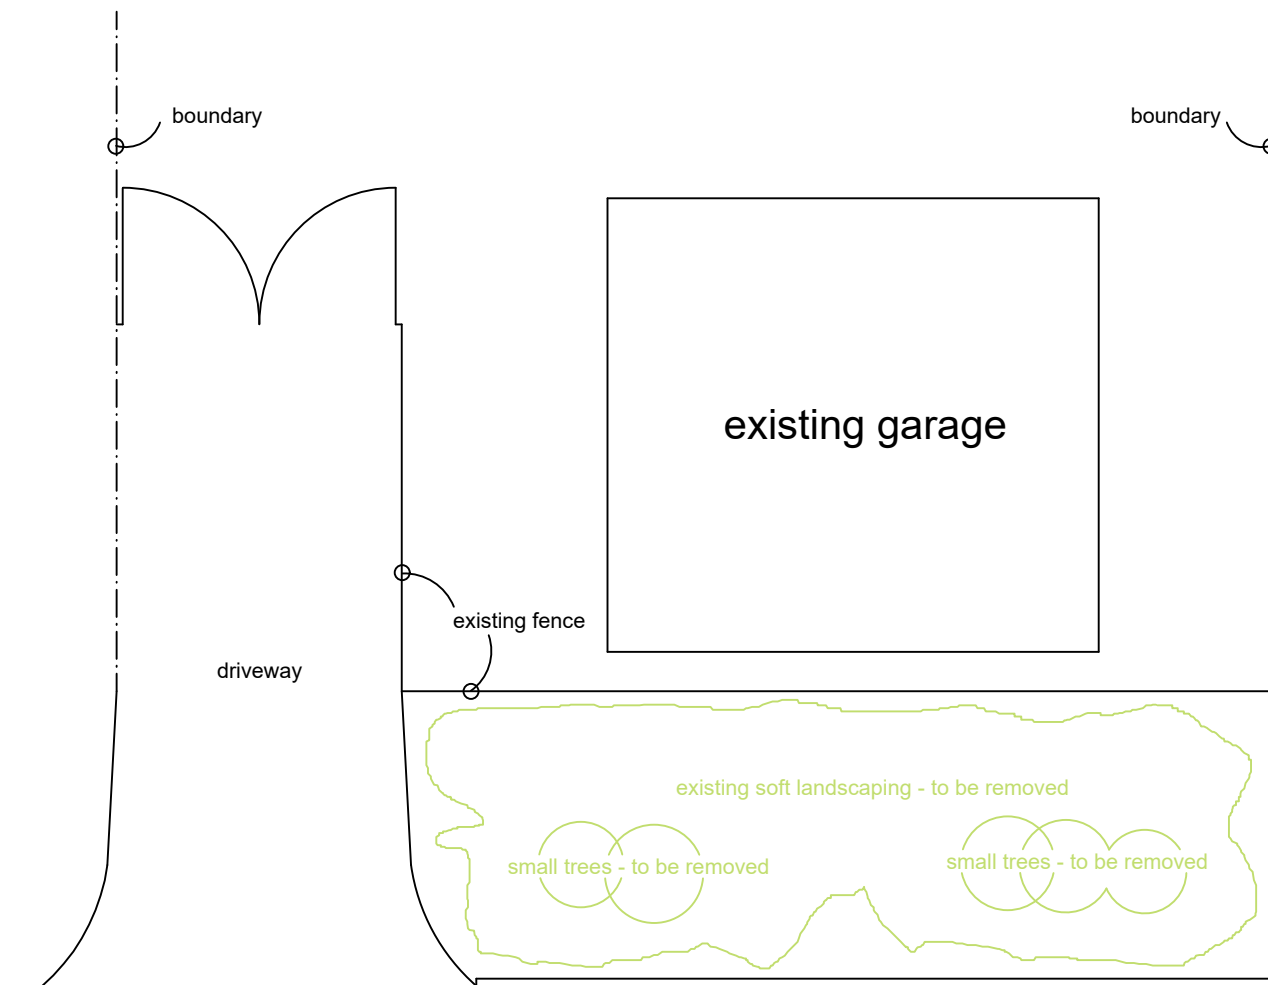 boundary
boundary
existing garage
existing fence
driveway
existing soft landscaping - to be removed
small trees - to be removed
small trees - to be removed